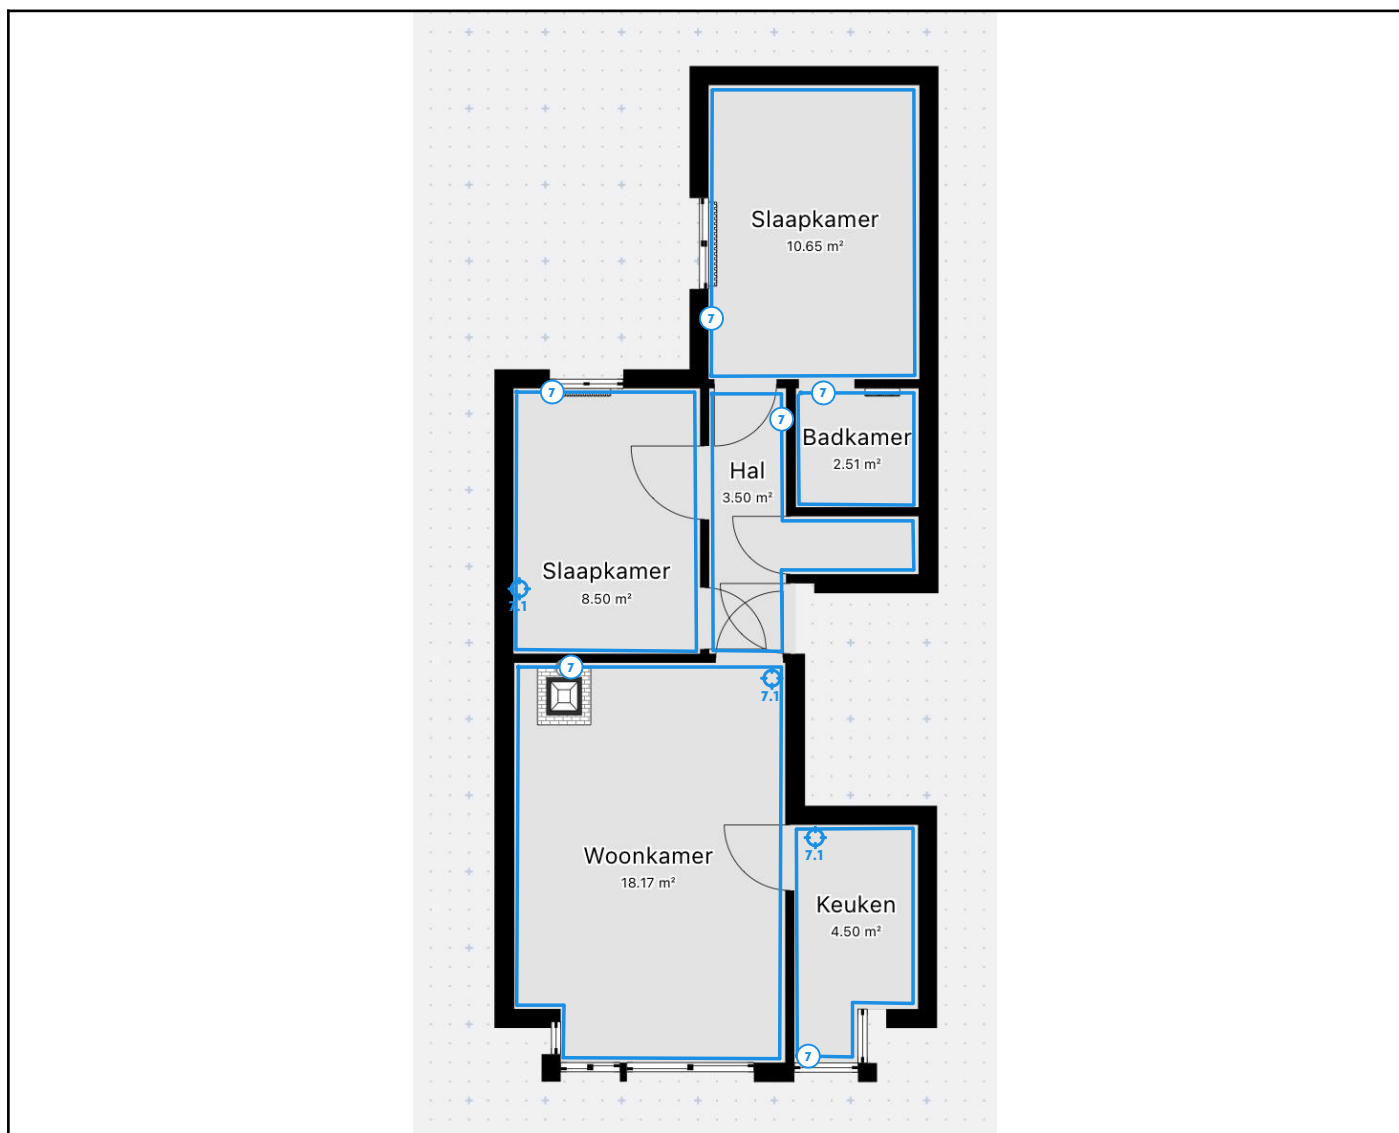 Slaapkamer
10.65 m²
7
7
7
7
Badkamer
2.51 m²
Hal
3.50 m²
Slaapkamer
8.50 m²
7.1
7
7.1
Woonkamer
18.17 m²
7.1
Keuken
4.50 m²
7